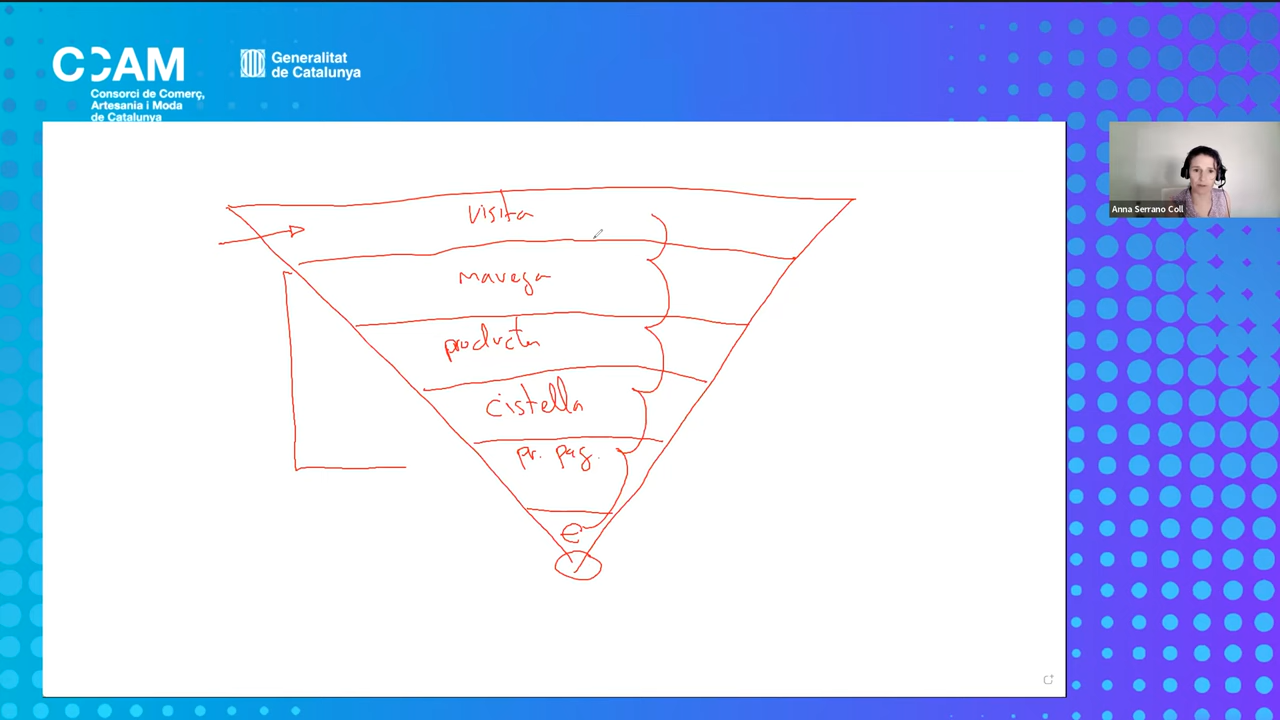 CCAM
Consorci de Comerç,
Artesania i Moda
de Catalunya
Generalitat
de Catalunya
visita
navega
producte
cistella
pr. pag.
€
Anna Serrano Coll